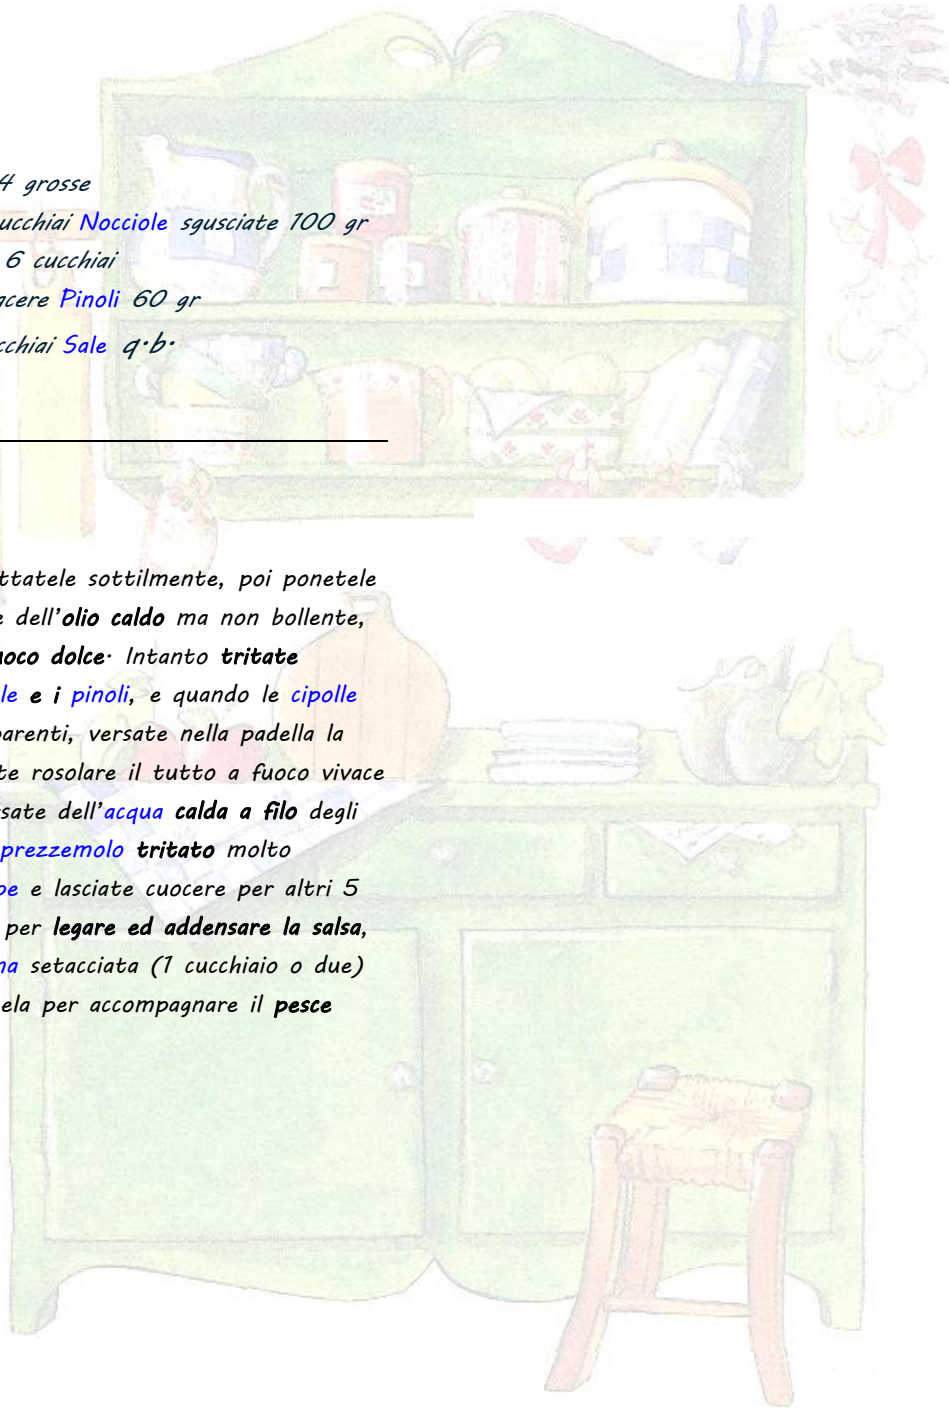 4 grosse
ucchiai Nocciole sgusciate 100 gr
6 cucchiai
acere Pinoli 60 gr
cchiai Sale q.b.
ttatele sottilmente, poi ponetele
e dell'olio caldo ma non bollente,
uoco dolce. Intanto tritate
le e i pinoli, e quando le cipolle
parenti, versate nella padella la
te rosolare il tutto a fuoco vivace
sate dell'acqua calda a filo degli
prezzemolo tritato molto
pe e lasciate cuocere per altri 5
per legare ed addensare la salsa,
na setacciata (1 cucchiaio o due)
ela per accompagnare il pesce